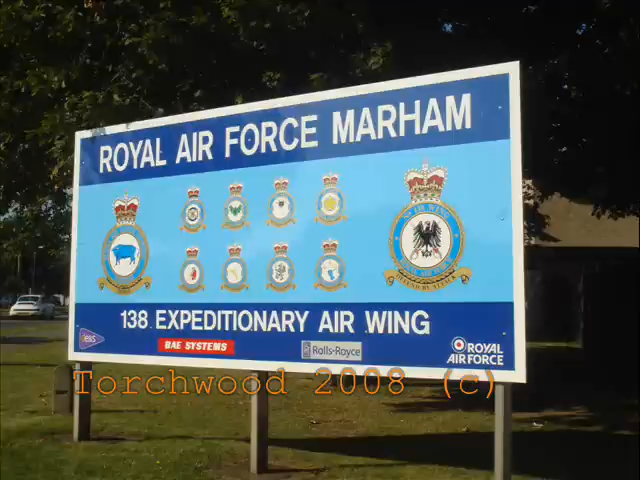 ROYAL AIR FORCE MARHAM
138 EXPEDITIONARY AIR WING
BAE SYSTEMS
Rolls-Royce
ROYAL
AIR FORCE
Torchwood 2008 (c)